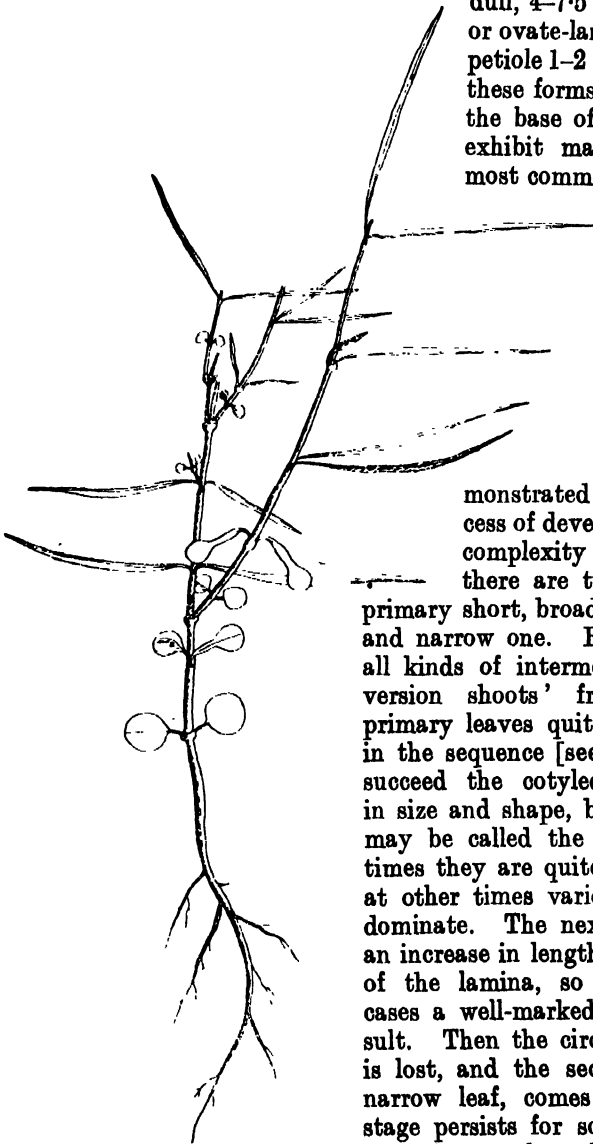 dull, 4–7·5
or ovate-la
petiole 1–2
these forms
the base of
exhibit ma
most comm
monstrated
cess of deve
complexity
there are t
primary short, broad
and narrow one.
all kinds of interme
version shoots' fr
primary leaves quit
in the sequence [see
succeed the cotyled
in size and shape, b
may be called the
times they are quite
at other times vari
dominate. The nex
an increase in length
of the lamina, so
cases a well-marked
sult. Then the circ
is lost, and the sec
narrow leaf, comes
stage persists for so